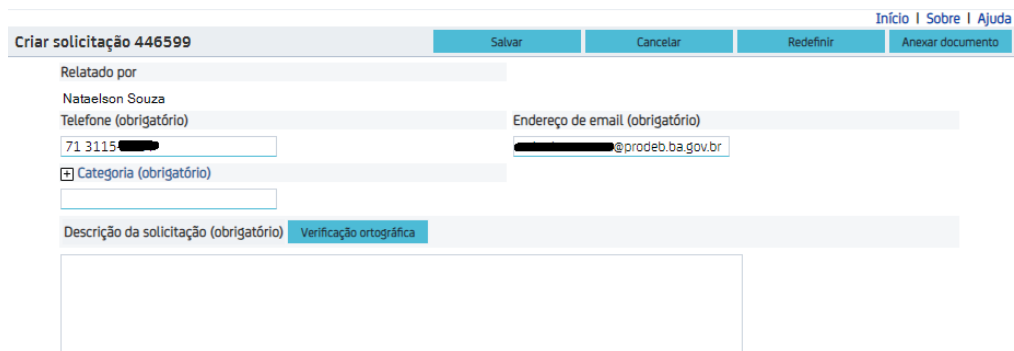 Início | Sobre | Ajuda
Criar solicitação 446599 Salvar Cancelar Redefinir Anexar documento
Relatado por
Nataelson Souza
Telefone (obrigatório) Endereço de email (obrigatório)
71 3115 @prodeb.ba.gov.br
Categoria (obrigatório)
Descrição da solicitação (obrigatório) Verificação ortográfica